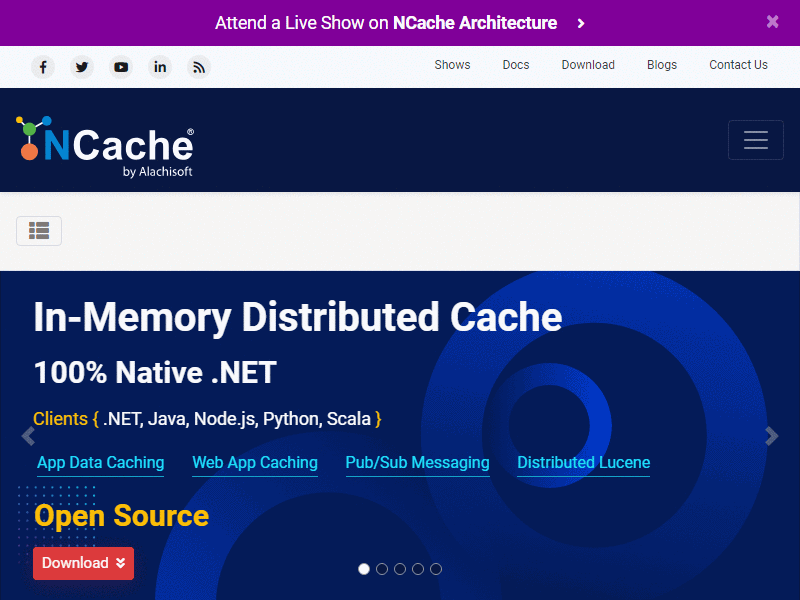 Attend a Live Show on NCache Architecture
Shows Docs Download Blogs Contact Us
NCache®
by Alachisoft
In-Memory Distributed Cache
100% Native .NET
Clients { .NET, Java, Node.js, Python, Scala }
App Data Caching Web App Caching Pub/Sub Messaging Distributed Lucene
Open Source
Download